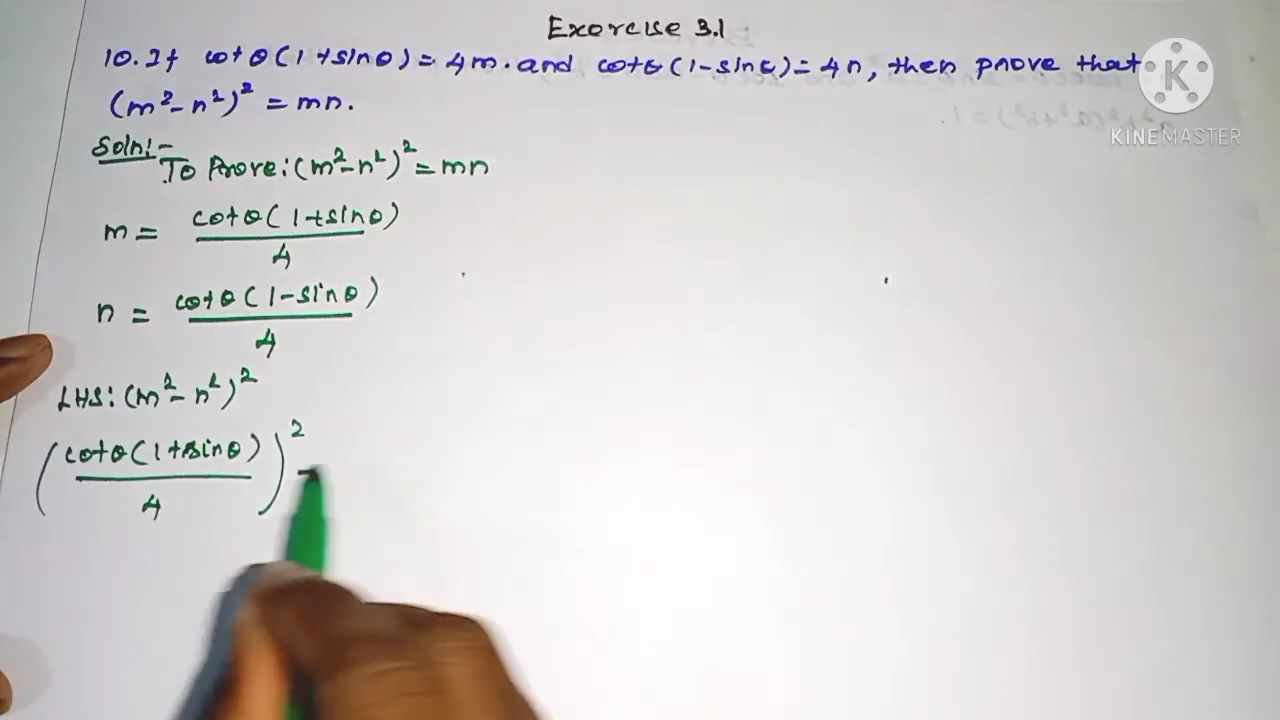 Exercise 3.1
10. If cotθ(1+sinθ) = 4m. and cotθ(1-sinθ) = 4n, then prove that
(m²-n²)² = mn.
Soln:-
To Prove: (m²-n²)² = mn
m = cotθ(1+sinθ)
4
n = cotθ(1-sinθ)
4
LHS: (m²-n²)²
(cotθ(1+sinθ))² -
4
K
KINEMASTER